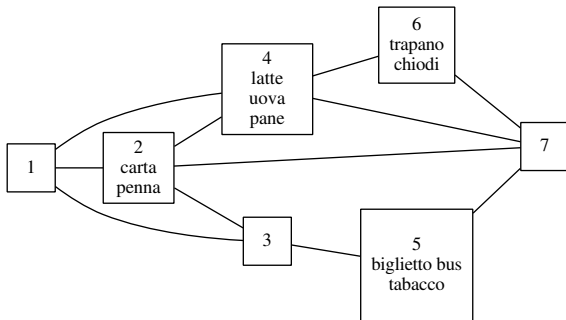 1
2
carta
penna
4
latte
uova
pane
3
6
trapano
chiodi
5
biglietto bus
tabacco
7